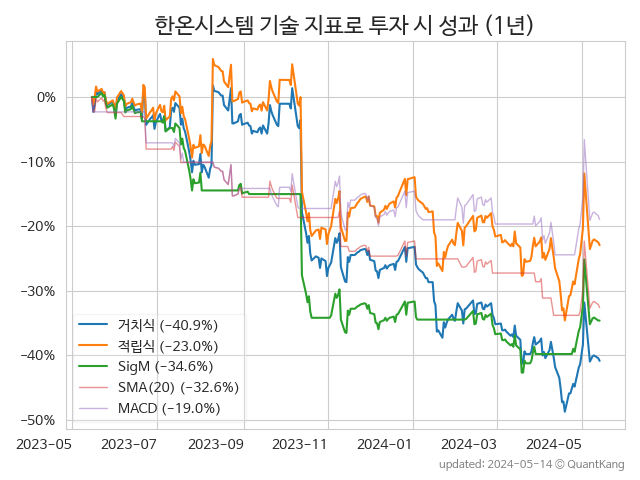 한온시스템 기술 지표로 투자 시 성과 (1년)
0%
−10%
−20%
−30%
−40%
−50%
거치식 (−40.9%)
적립식 (−23.0%)
SigM (−34.6%)
SMA(20) (−32.6%)
MACD (−19.0%)
2023−05 2023−07 2023−09 2023−11 2024−01 2024−03 2024−05
updated: 2024−05−14 ⓒ QuantKang